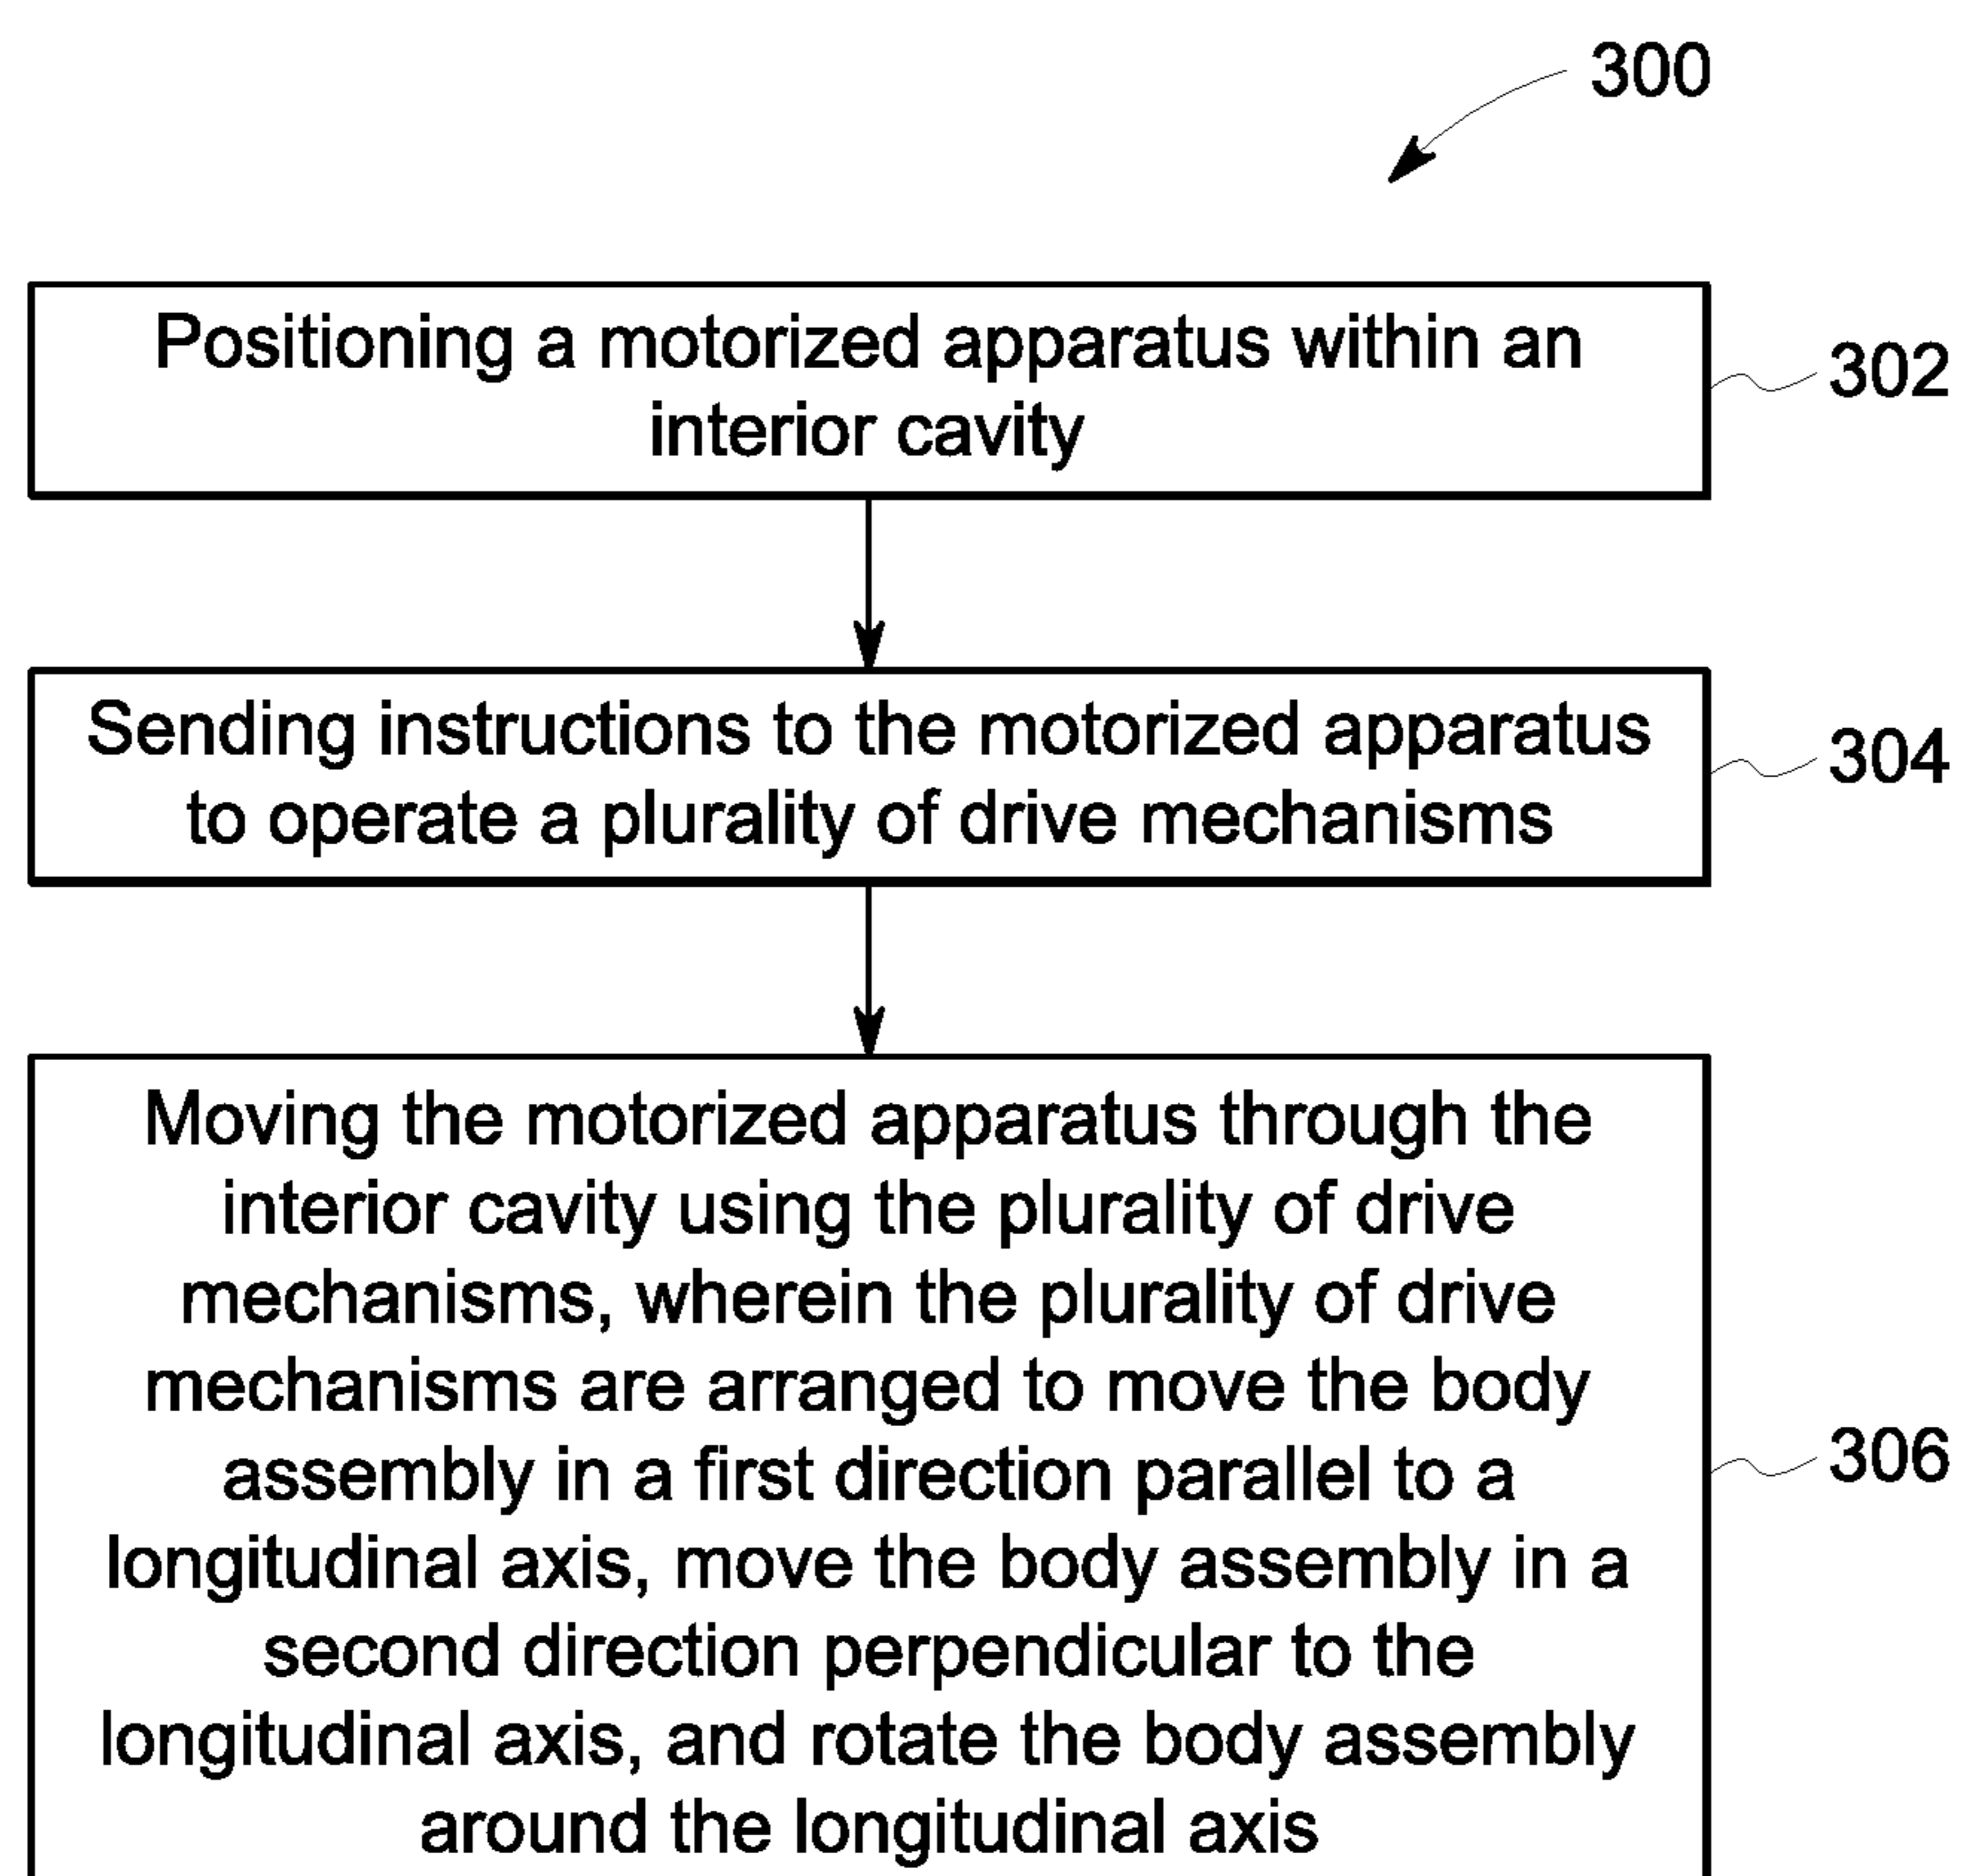 300
Positioning a motorized apparatus within an
interior cavity
302
Sending instructions to the motorized apparatus
to operate a plurality of drive mechanisms
304
Moving the motorized apparatus through the
interior cavity using the plurality of drive
mechanisms, wherein the plurality of drive
mechanisms are arranged to move the body
assembly in a first direction parallel to a
longitudinal axis, move the body assembly in a
second direction perpendicular to the
longitudinal axis, and rotate the body assembly
around the longitudinal axis
306